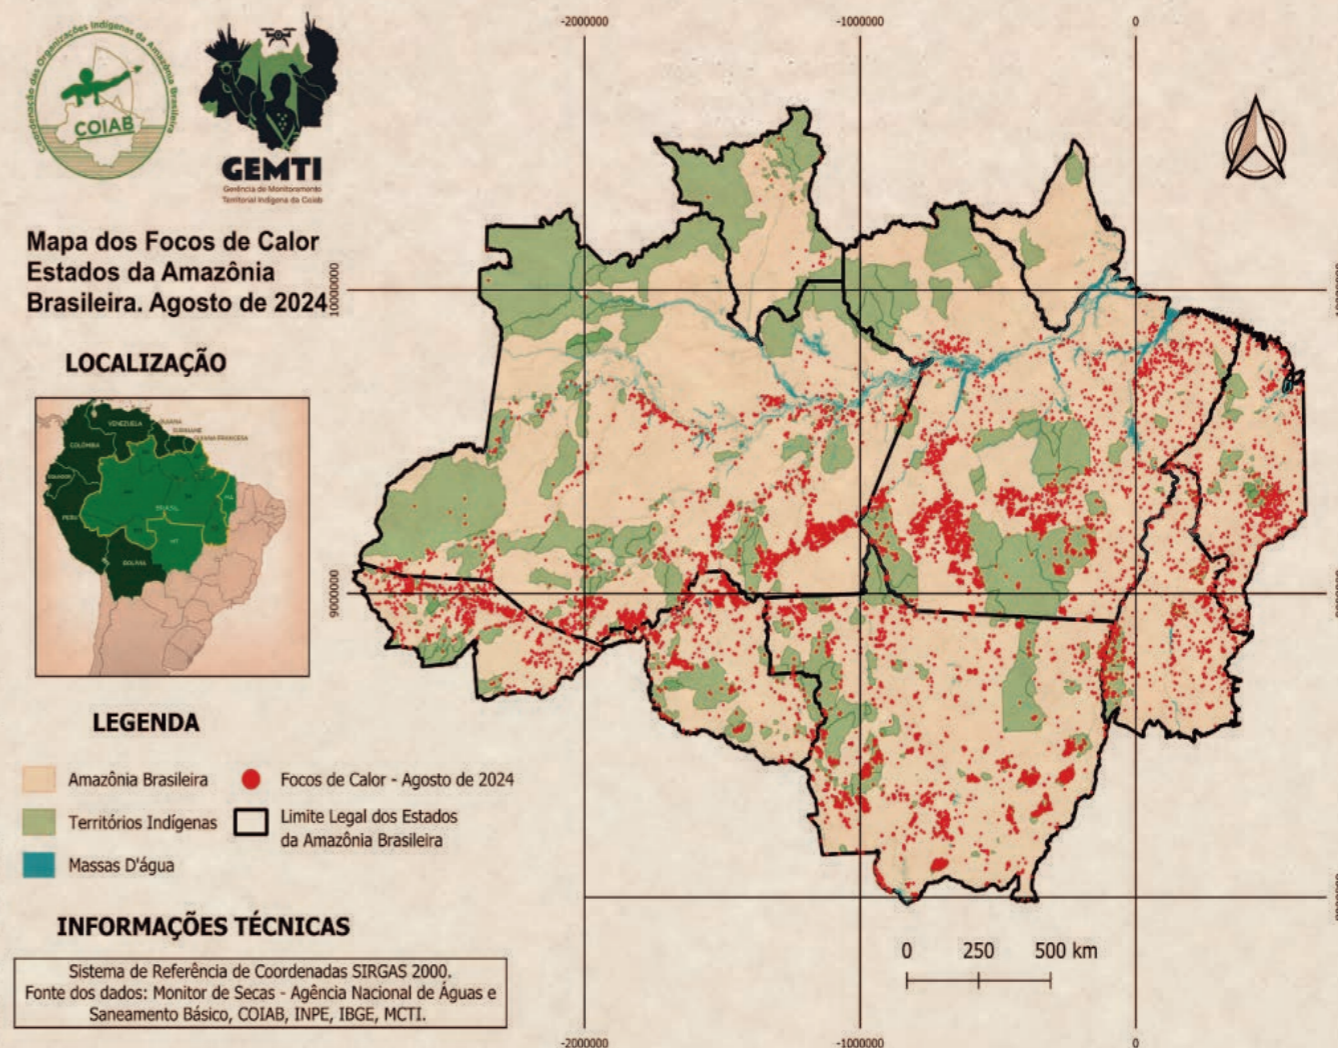 Coordenação das Organizações Indígenas da Amazônia Brasileira
COIAB
GEMTI
Gerência de Monitoramento
Territorial Indígena da Coiab
Mapa dos Focos de Calor
Estados da Amazônia
Brasileira. Agosto de 2024
LOCALIZAÇÃO
VENEZUELA
GUIANA
SURINAME
GUIANA FRANCESA
COLÔMBIA
PERU
BRASIL
BOLÍVIA
MT
MA
LEGENDA
Amazônia Brasileira
Focos de Calor - Agosto de 2024
Territórios Indígenas
Limite Legal dos Estados
da Amazônia Brasileira
Massas D'água
INFORMAÇÕES TÉCNICAS
Sistema de Referência de Coordenadas SIRGAS 2000.
Fonte dos dados: Monitor de Secas - Agência Nacional de Águas e
Saneamento Básico, COIAB, INPE, IBGE, MCTI.
-2000000
-1000000
0
10000000
9000000
0 250 500 km
-2000000
-1000000
0